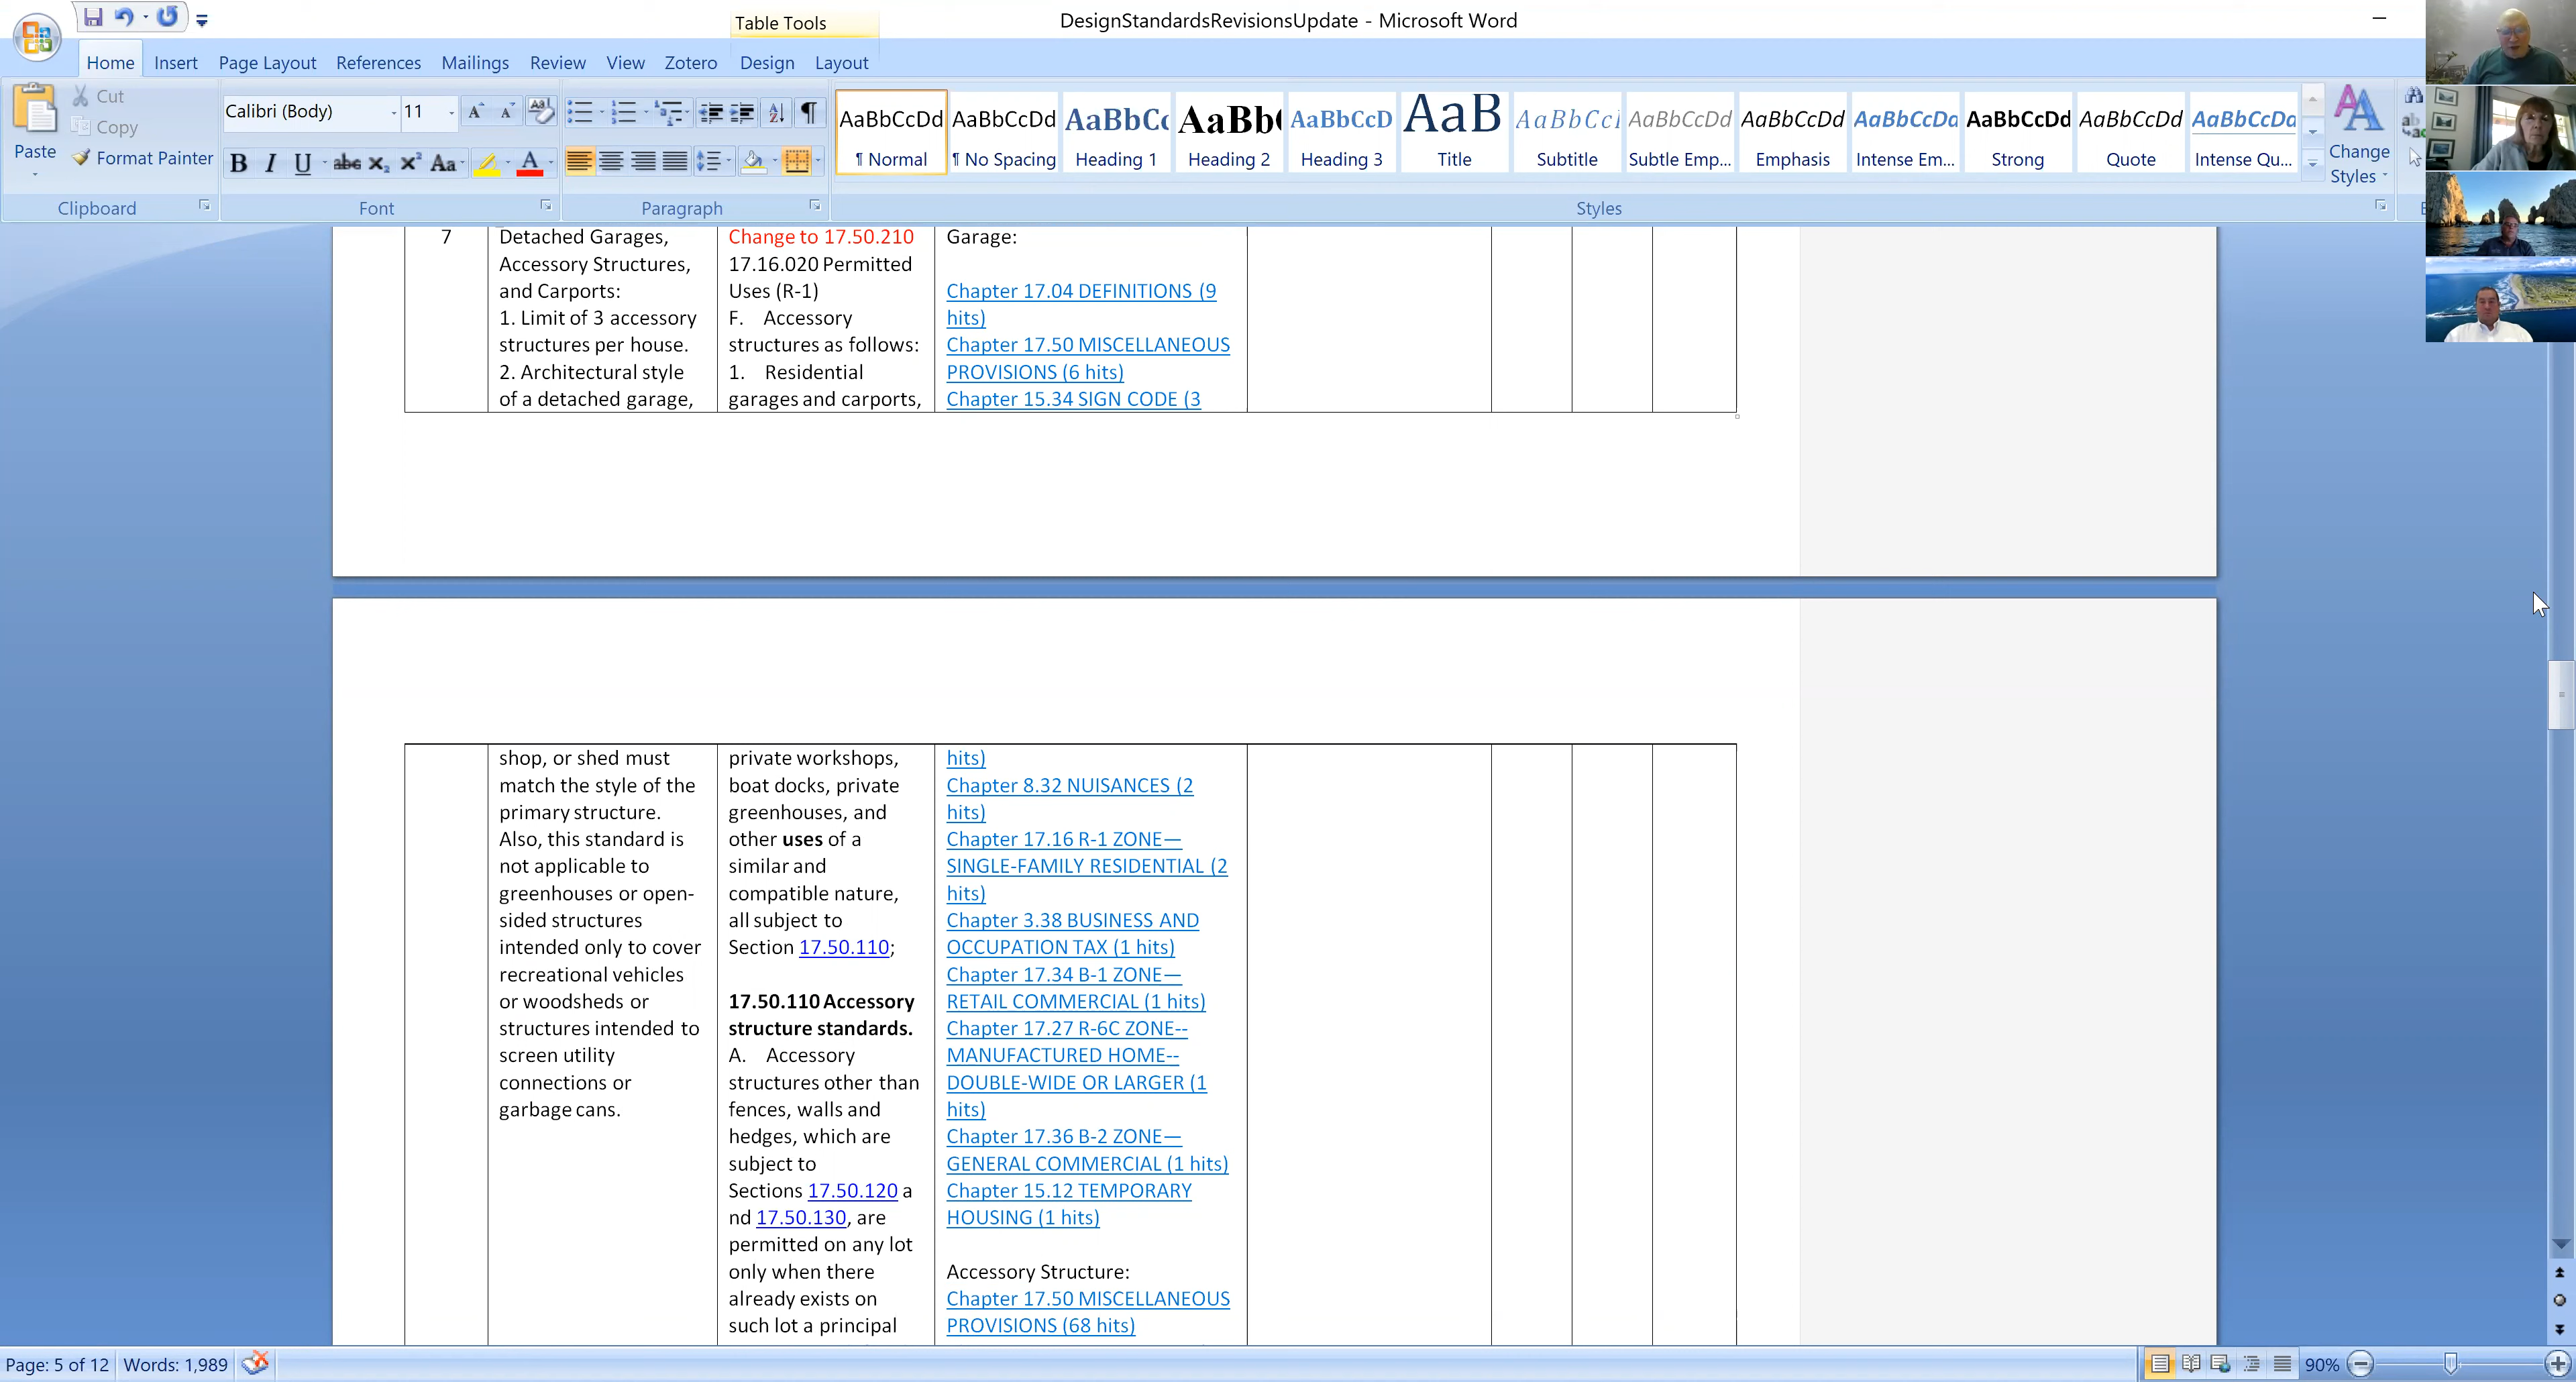 Table Tools
DesignStandardsRevisionsUpdate - Microsoft Word
Home Insert Page Layout References Mailings Review View Zotero Design Layout
Paste
Cut
Copy
Format Painter
Clipboard
Calibri (Body) 11
Font
Paragraph
AaBbCcDd AaBbCcDd AaBbCc AaBb( AaBbCcD AaB AaBbCcl AaBbCcDd AaBbCcDd AaBbCcDd AaBbCcDd AaBbCcDd AaBbCcDd
¶ Normal ¶ No Spacing Heading 1 Heading 2 Heading 3 Title Subtitle Subtle Emp... Emphasis Intense Em... Strong Quote Intense Qu...
Change
Styles
Styles
7
Detached Garages,
Accessory Structures,
and Carports:
1. Limit of 3 accessory
structures per house.
2. Architectural style
of a detached garage,
Change to 17.50.210
17.16.020 Permitted
Uses (R-1)
F. Accessory
structures as follows:
1. Residential
garages and carports,
Garage:
Chapter 17.04 DEFINITIONS (9
hits)
Chapter 17.50 MISCELLANEOUS
PROVISIONS (6 hits)
Chapter 15.34 SIGN CODE (3
shop, or shed must
match the style of the
primary structure.
Also, this standard is
not applicable to
greenhouses or open-
sided structures
intended only to cover
recreational vehicles
or woodsheds or
structures intended to
screen utility
connections or
garbage cans.
private workshops,
boat docks, private
greenhouses, and
other uses of a
similar and
compatible nature,
all subject to
Section 17.50.110;
17.50.110 Accessory
structure standards.
A. Accessory
structures other than
fences, walls and
hedges, which are
subject to
Sections 17.50.120 a
nd 17.50.130, are
permitted on any lot
only when there
already exists on
such lot a principal
hits)
Chapter 8.32 NUISANCES (2
hits)
Chapter 17.16 R-1 ZONE—
SINGLE-FAMILY RESIDENTIAL (2
hits)
Chapter 3.38 BUSINESS AND
OCCUPATION TAX (1 hits)
Chapter 17.34 B-1 ZONE—
RETAIL COMMERCIAL (1 hits)
Chapter 17.27 R-6C ZONE--
MANUFACTURED HOME--
DOUBLE-WIDE OR LARGER (1
hits)
Chapter 17.36 B-2 ZONE—
GENERAL COMMERCIAL (1 hits)
Chapter 15.12 TEMPORARY
HOUSING (1 hits)
Accessory Structure:
Chapter 17.50 MISCELLANEOUS
PROVISIONS (68 hits)
Page: 5 of 12 Words: 1,989
90%